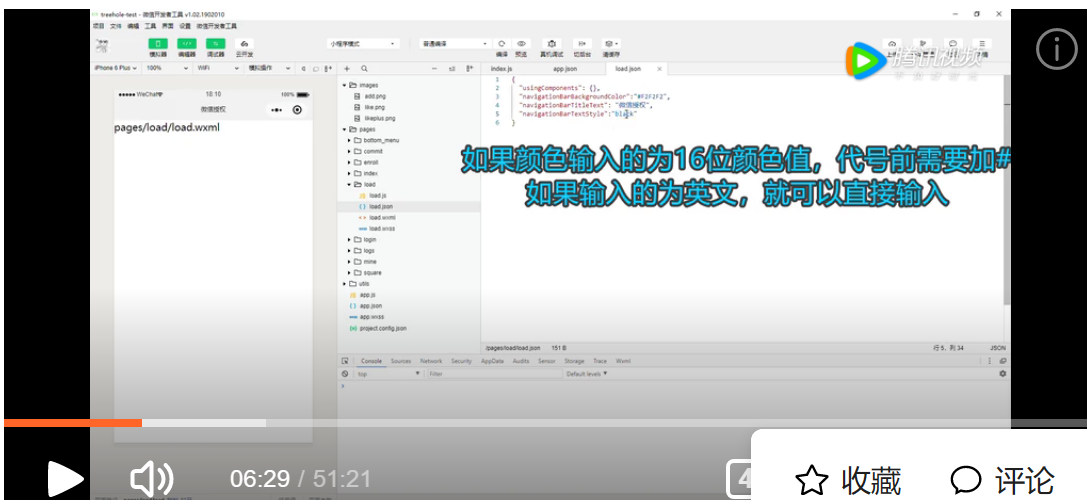 treehole-test - 微信开发者工具 v1.02.1902010
项目 文件 编辑 工具 界面 设置 微信开发者工具
小程序模式 普通编译
模拟器 编辑器 调试器 云开发 编译 预览 真机调试 切后台 清缓存
腾讯视频
iPhone 6 Plus 100% WiFi 模拟操作
index.js app.json load.json
WeChat 18:10 100%
微信授权
pages/load/load.wxml
images
add.png
like.png
likeplus.png
pages
bottom_menu
commit
enroll
index
load
load.js
load.json
load.wxml
load.wxss
login
logs
mine
square
utils
app.js
app.json
app.wxss
project.config.json
1 {
2 "usingComponents": {},
3 "navigationBarBackgroundColor":"#F2F2F2",
4 "navigationBarTitleText": "微信授权",
5 "navigationBarTextStyle":"black"
6 }
如果颜色输入的为16位颜色值，代号前需要加#
如果输入的为英文，就可以直接输入
/pages/load/load.json 151 B 行 5，列 34 JSON
Console Sources Network Security AppData Audits Sensor Storage Trace Wxml
top Filter Default levels
06:29 / 51:21
收藏 评论